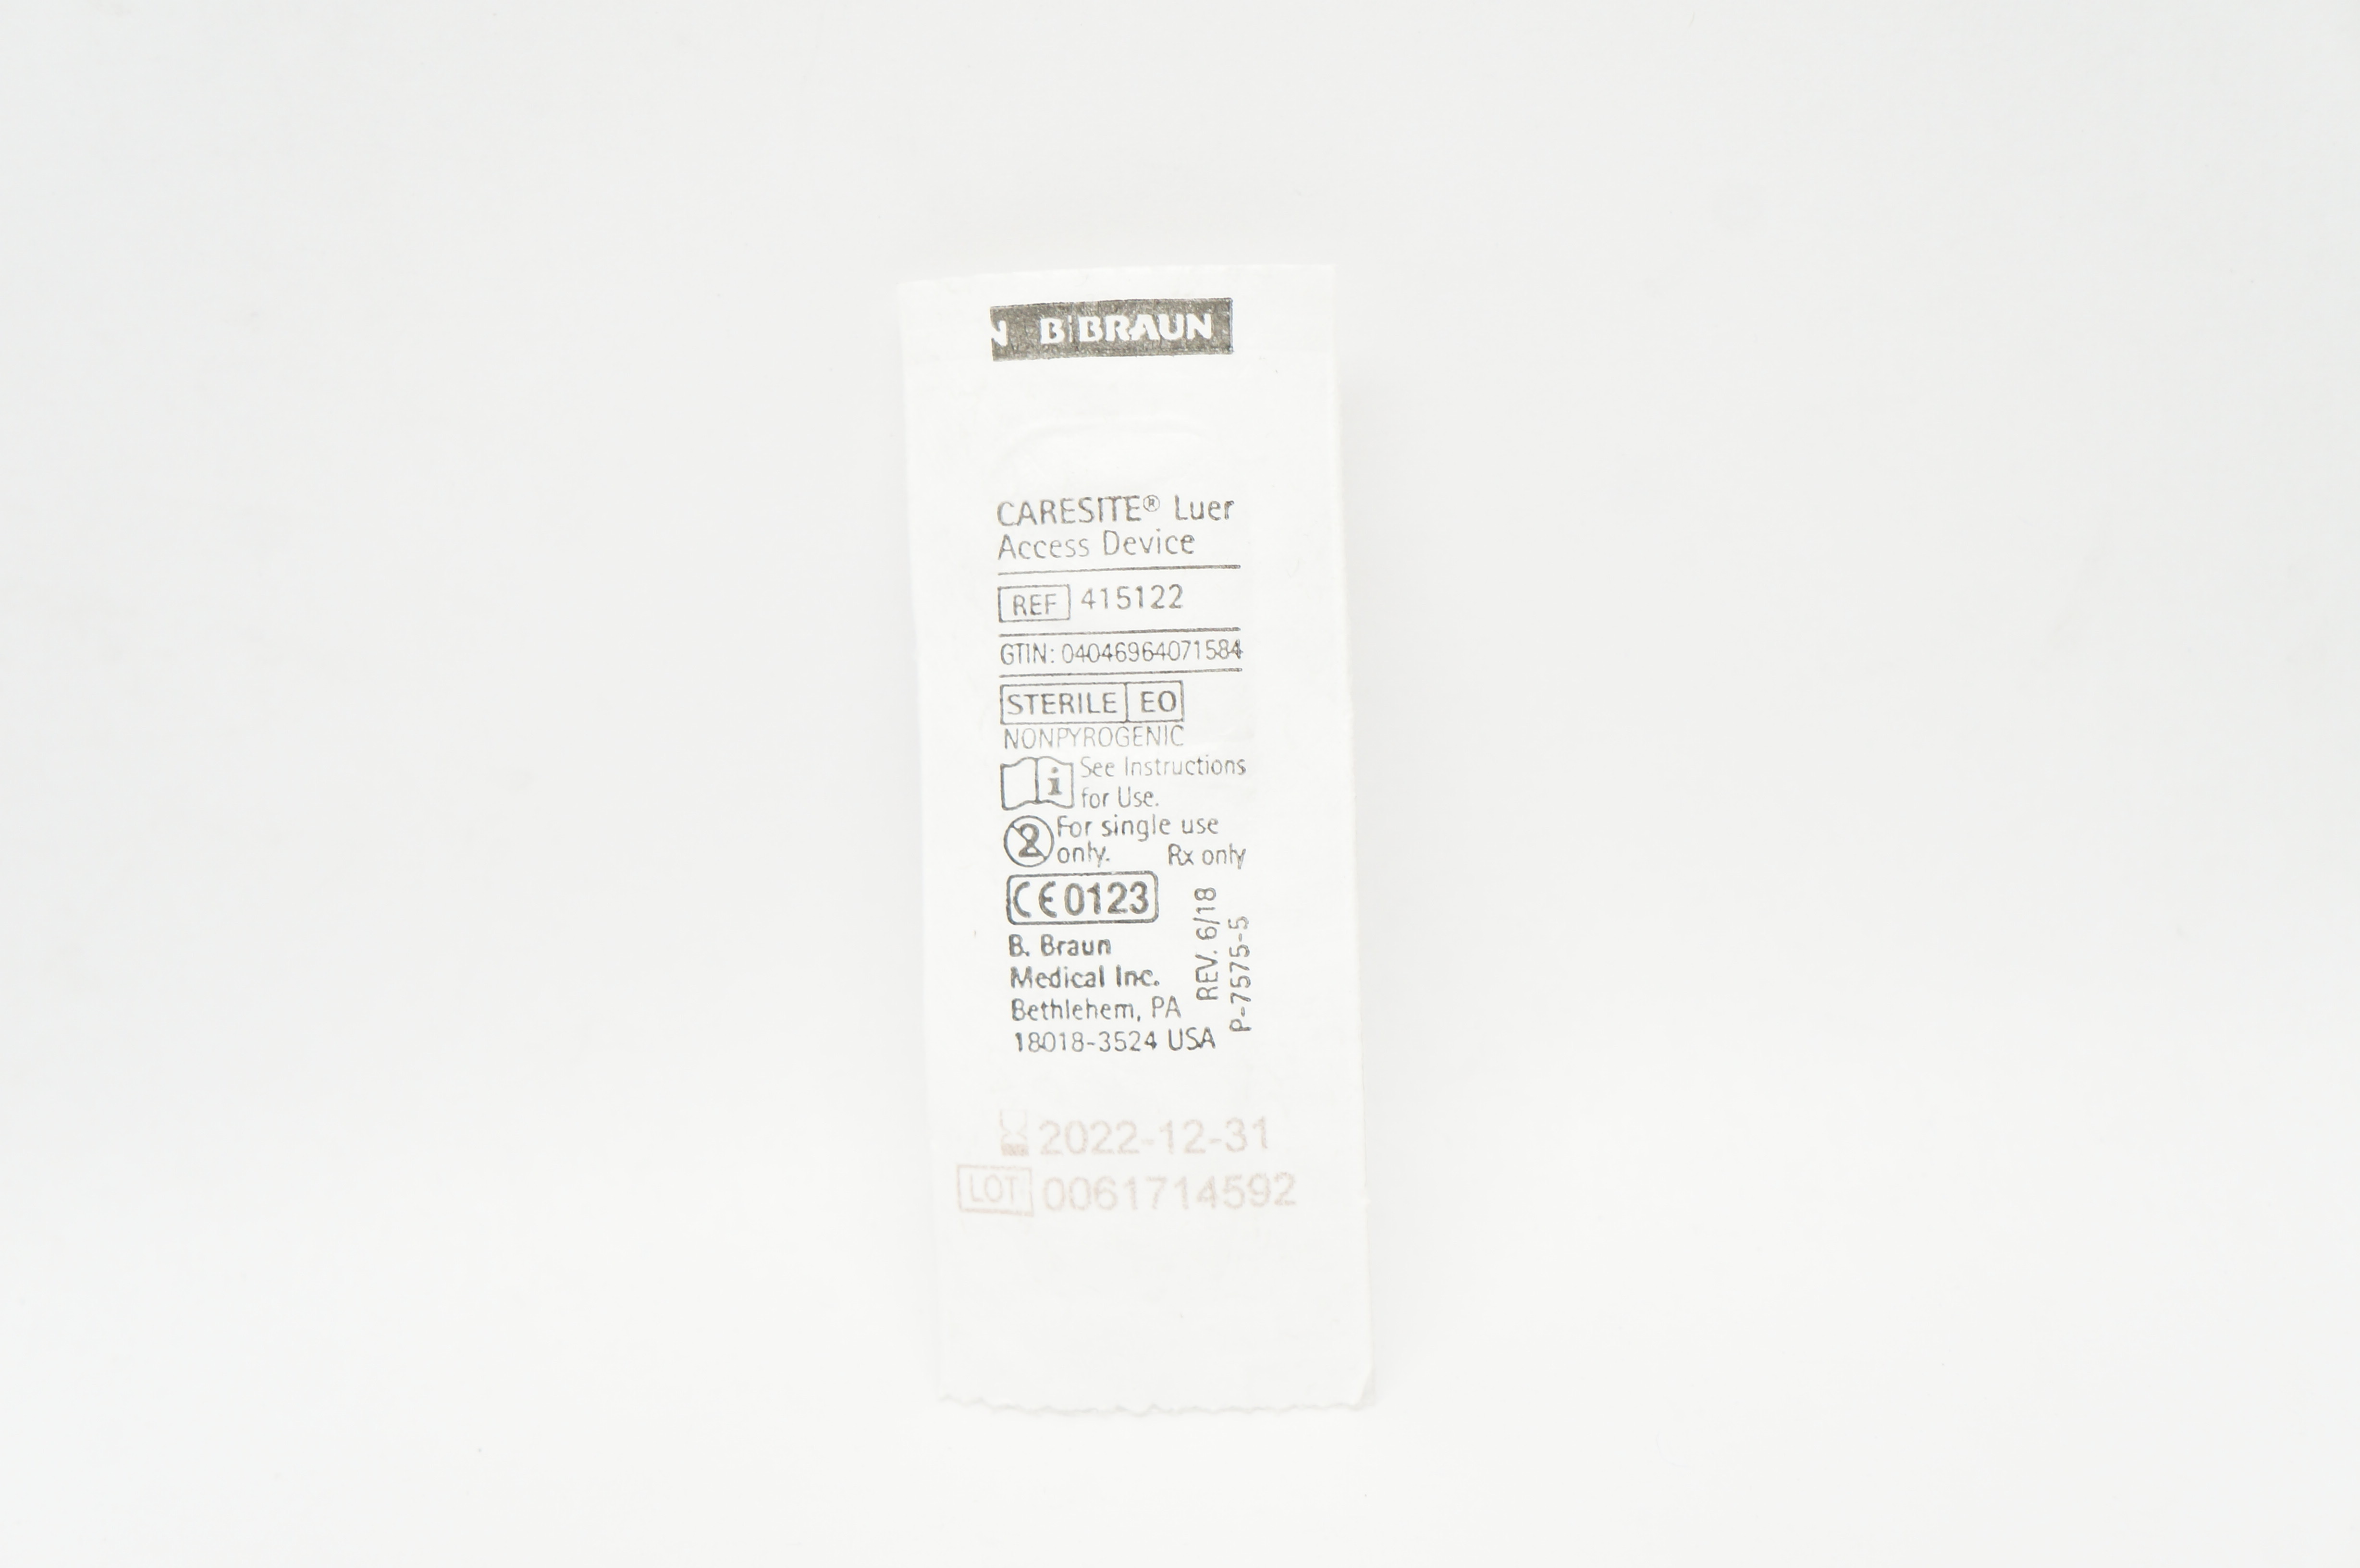 N B|BRAUN
CARESITE® Luer
Access Device
REF 415122
GTIN: 04046964071584
STERILE EO
NONPYROGENIC
See Instructions
for Use.
2 For single use
only. Rx only
CE0123
B. Braun
Medical Inc.
Bethlehem, PA
18018-3524 USA
REV. 6/18
P-7575-5
2022-12-31
LOT 0061714592